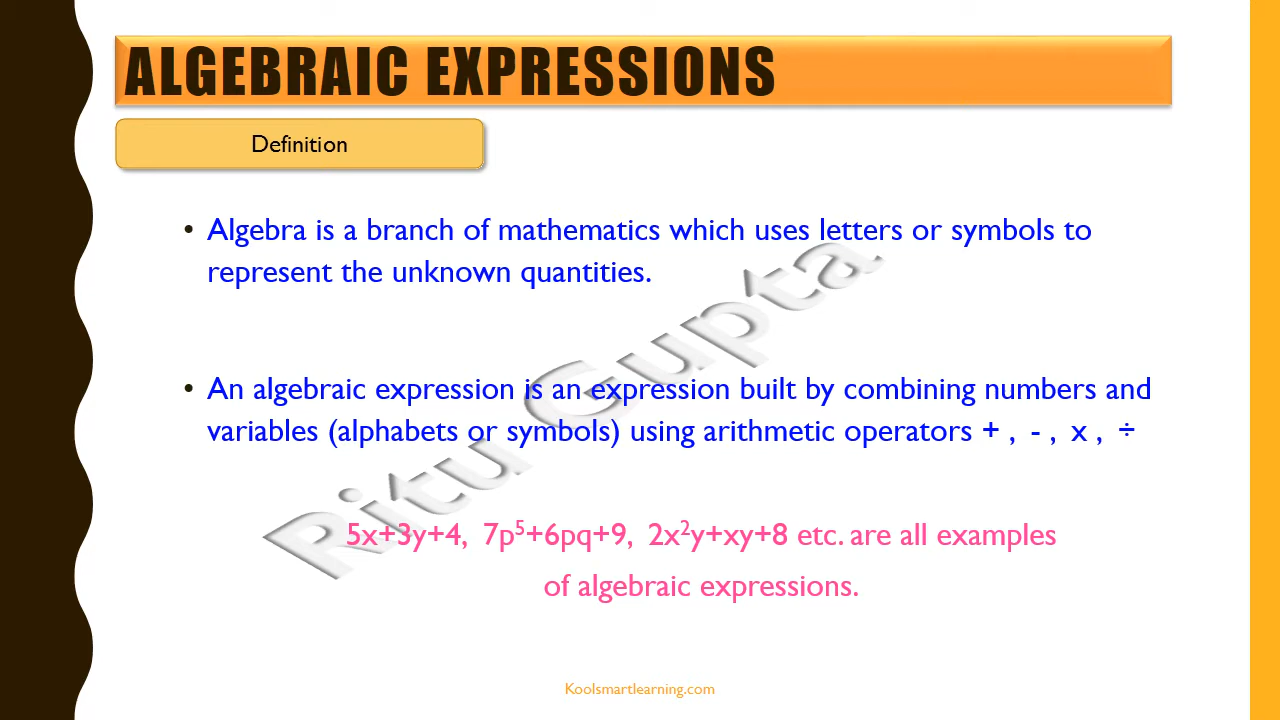 ALGEBRAIC EXPRESSIONS
Definition
• Algebra is a branch of mathematics which uses letters or symbols to
represent the unknown quantities.
• An algebraic expression is an expression built by combining numbers and
variables (alphabets or symbols) using arithmetic operators + , - , x , ÷
5x+3y+4, 7p⁵+6pq+9, 2x²y+xy+8 etc. are all examples
of algebraic expressions.
Ritu Gupta
Koolsmartlearning.com